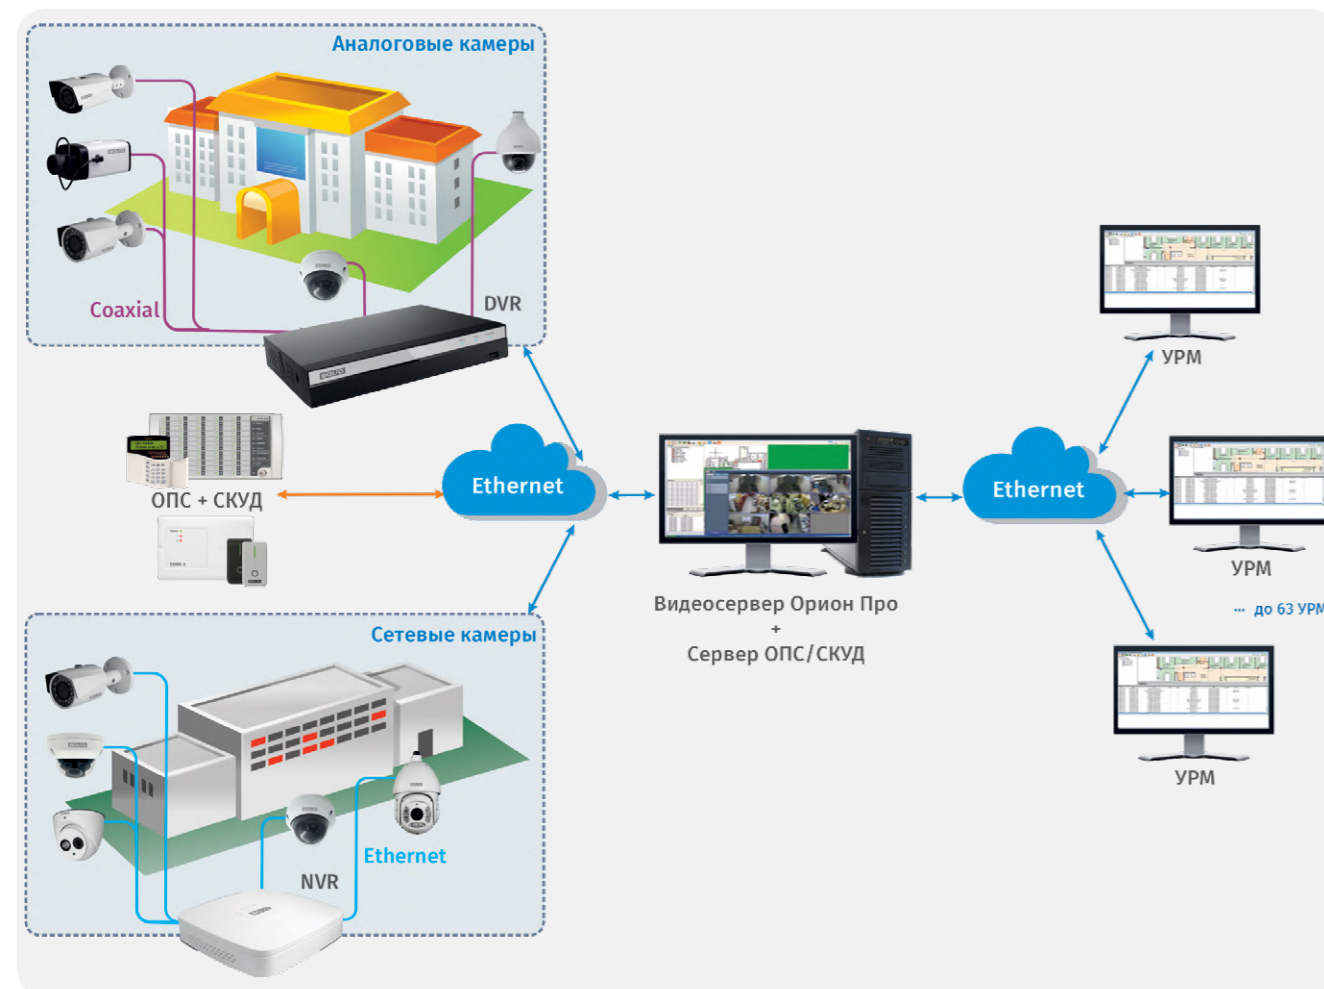 Аналоговые камеры
Coaxial
DVR
BOLID
ОПС + СКУД
Ethernet
Видеосервер Орион Про
+
Сервер ОПС/СКУД
Ethernet
УРМ
УРМ
... до 63 УРМ
УРМ
Сетевые камеры
Ethernet
NVR